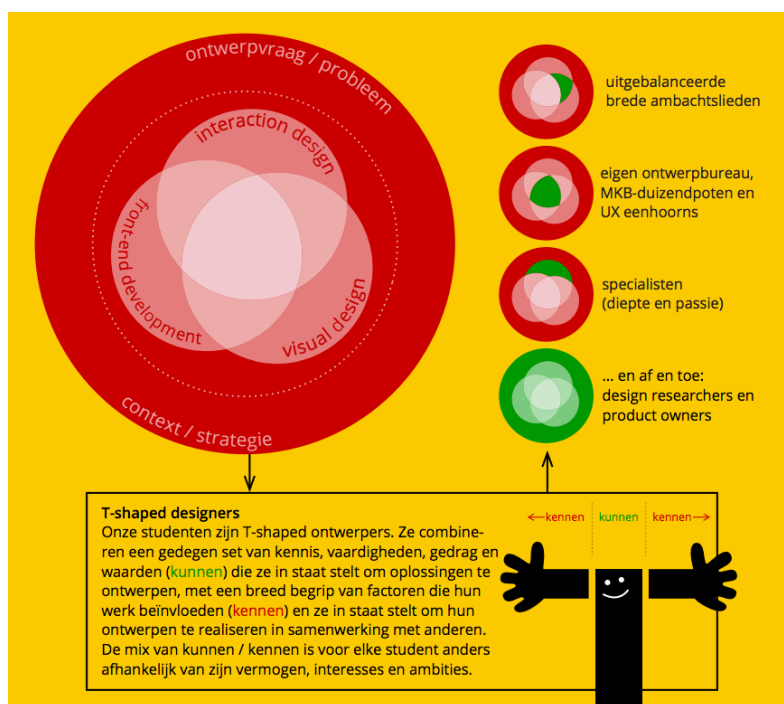 ontwerpvraag / probleem
interaction design
front-end development
visual design
context / strategie
uitgebalanceerde
brede ambachtslieden
eigen ontwerpbureau,
MKB-duizendpoten en
UX eenhoorns
specialisten
(diepte en passie)
... en af en toe:
design researchers en
product owners
T-shaped designers
Onze studenten zijn T-shaped ontwerpers. Ze combine-
ren een gedegen set van kennis, vaardigheden, gedrag en
waarden (kunnen) die ze in staat stelt om oplossingen te
ontwerpen, met een breed begrip van factoren die hun
werk beïnvloeden (kennen) en ze in staat stelt om hun
ontwerpen te realiseren in samenwerking met anderen.
De mix van kunnen / kennen is voor elke student anders
afhankelijk van zijn vermogen, interesses en ambities.
kennen kunnen kennen